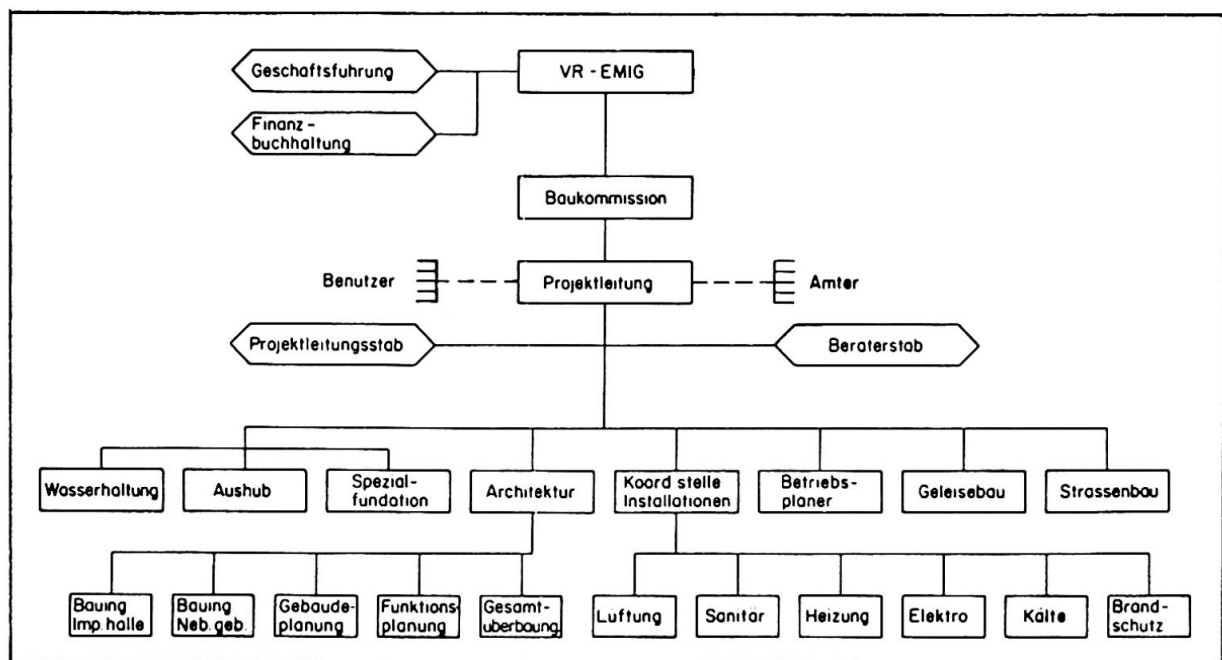 Geschaftsfuhrung
VR - EMIG
Finanz -
buchhaltung
Baukommission
Benutzer
Projektleitung
Amter
Projektleitungsstab
Beraterstab
Wasserhaltung
Aushub
Spezial-
fundation
Architektur
Koord stelle
Installationen
Betriebs-
planer
Geleisebau
Strassenbau
Bauing
Imp. halle
Bauing
Neb. geb.
Gebaude-
planung
Funktions-
planung
Gesamt-
uberbauung
Lüftung
Sanitär
Heizung
Elektro
Kälte
Brand-
schutz